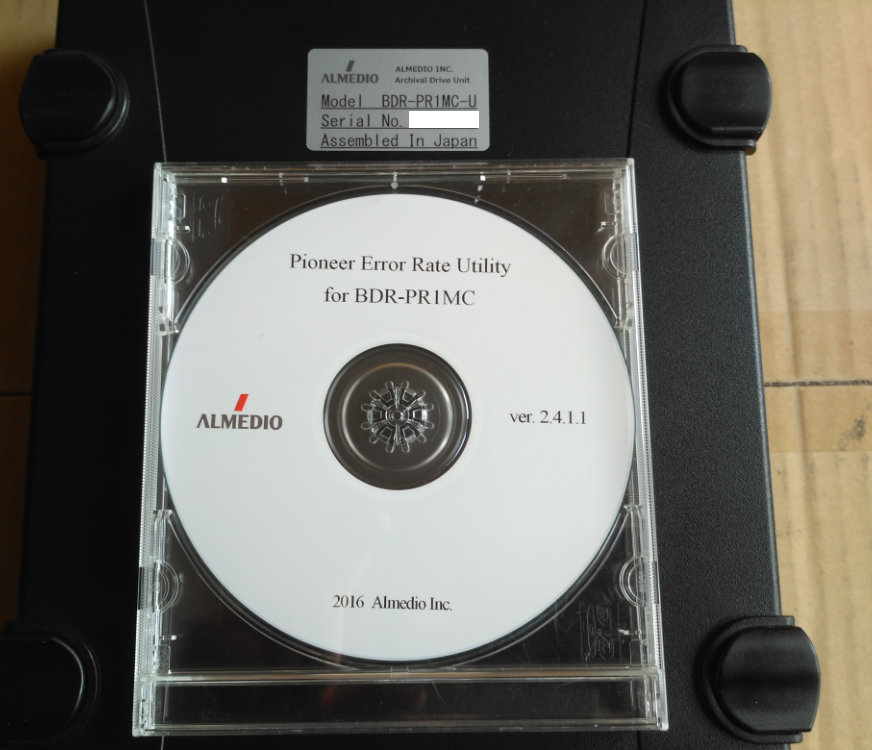 ALMEDIO
ALMEDIO INC.
Archival Drive Unit
Model BDR-PR1MC-U
Serial No.
Assembled In Japan
Pioneer Error Rate Utility
for BDR-PR1MC
ALMEDIO
ver. 2.4.1.1
2016 Almedio Inc.